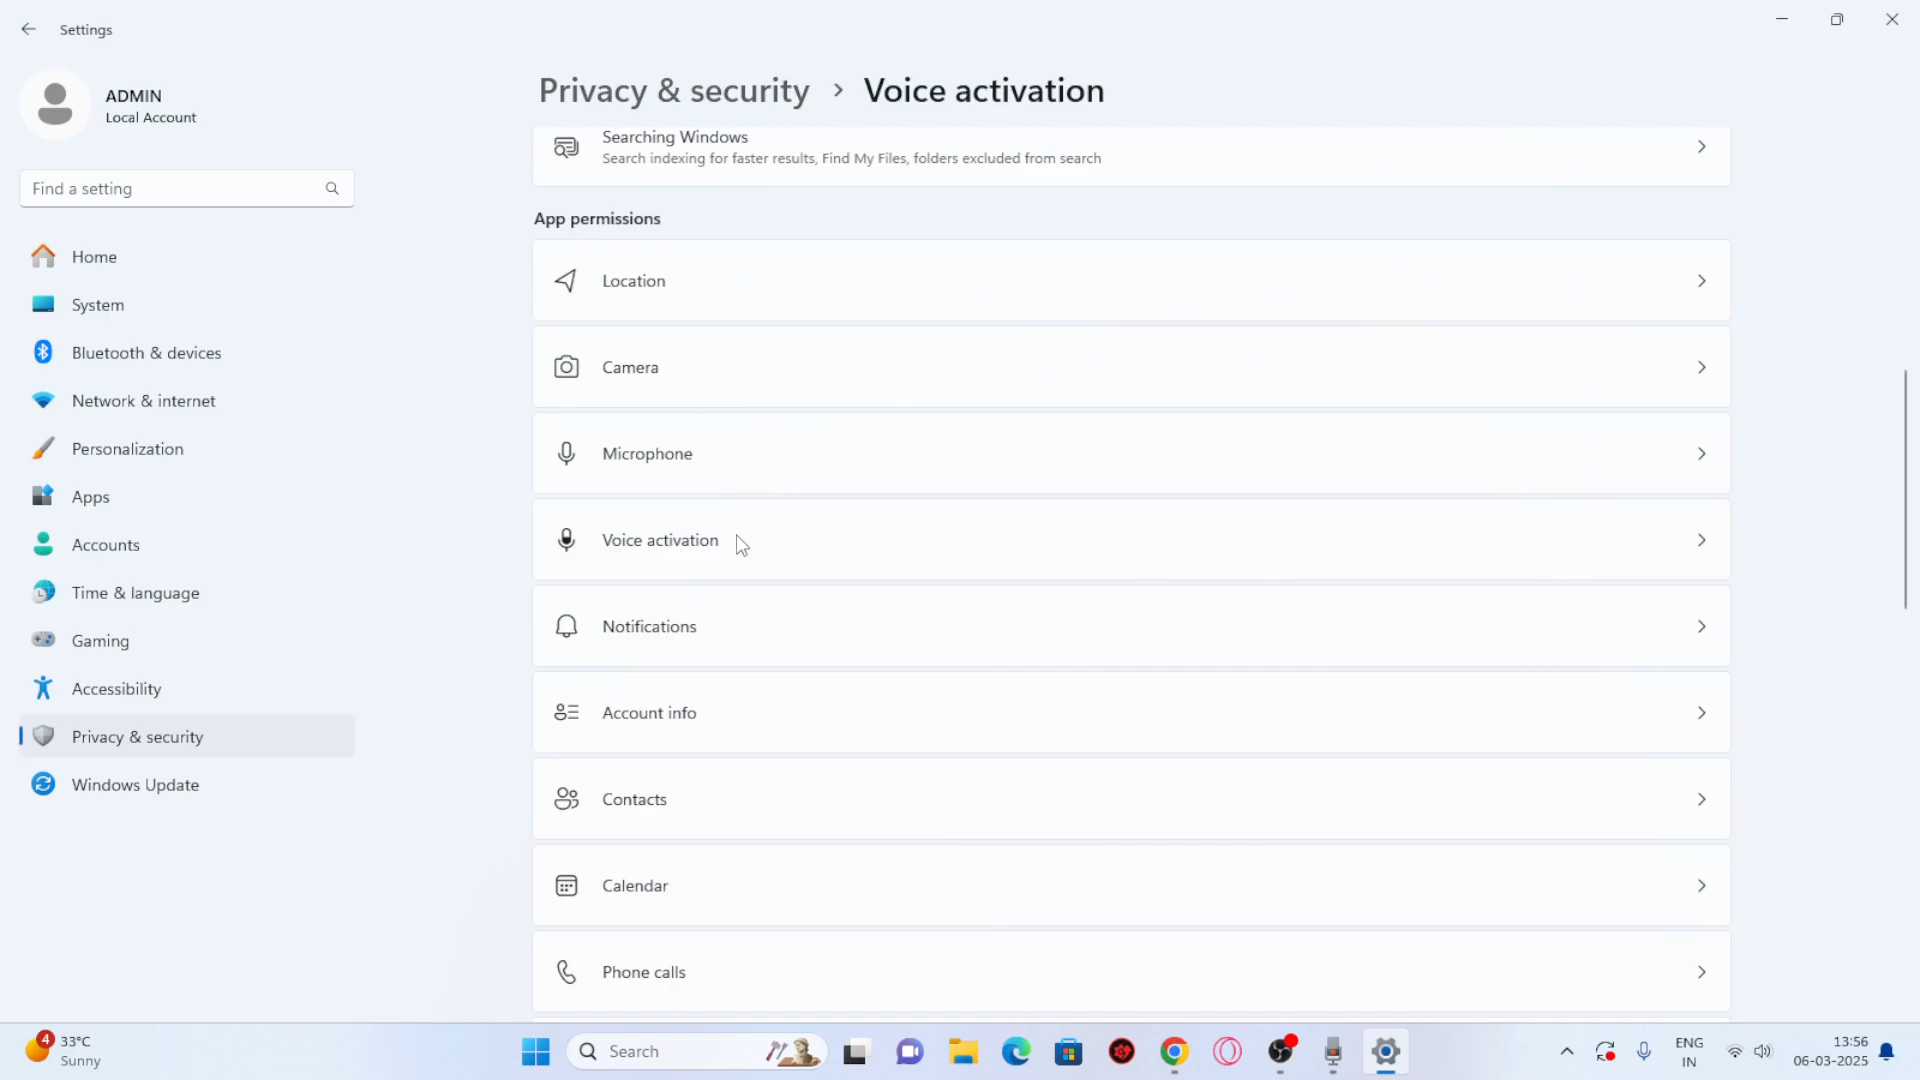 Settings
ADMIN
Local Account
Find a setting
Home
System
Bluetooth & devices
Network & internet
Personalization
Apps
Accounts
Time & language
Gaming
Accessibility
Privacy & security
Windows Update
Privacy & security > Voice activation
Searching Windows
Search indexing for faster results, Find My Files, folders excluded from search
App permissions
Location
Camera
Microphone
Voice activation
Notifications
Account info
Contacts
Calendar
Phone calls
4
33°C
Sunny
Search
ENG
IN
13:56
06-03-2025